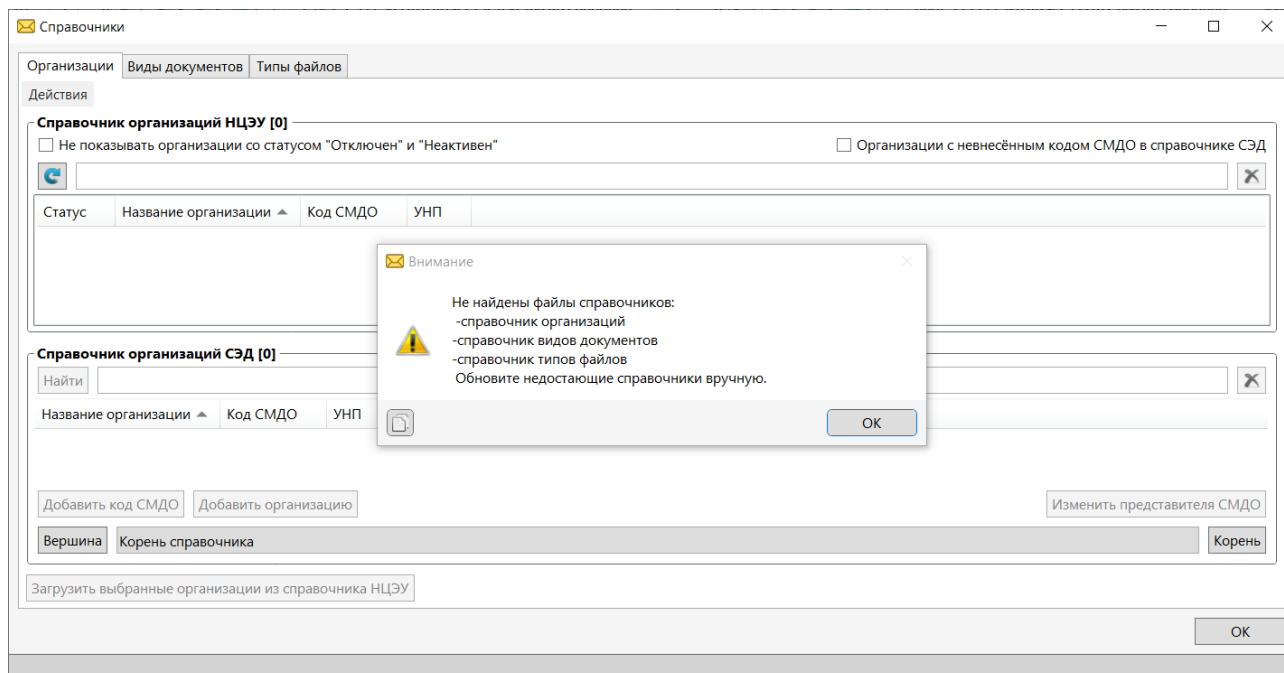 Справочники
Организации Виды документов Типы файлов
Действия
Справочник организаций НЦЭУ [0]
Не показывать организации со статусом "Отключен" и "Неактивен" Организации с невнесённым кодом СМДО в справочнике СЭД
Статус Название организации Код СМДО УНП
Внимание
Не найдены файлы справочников:
-справочник организаций
-справочник видов документов
-справочник типов файлов
Обновите недостающие справочники вручную.
OK
Справочник организаций СЭД [0]
Найти
Название организации Код СМДО УНП
Добавить код СМДО Добавить организацию Изменить представителя СМДО
Вершина Корень справочника Корень
Загрузить выбранные организации из справочника НЦЭУ
OK